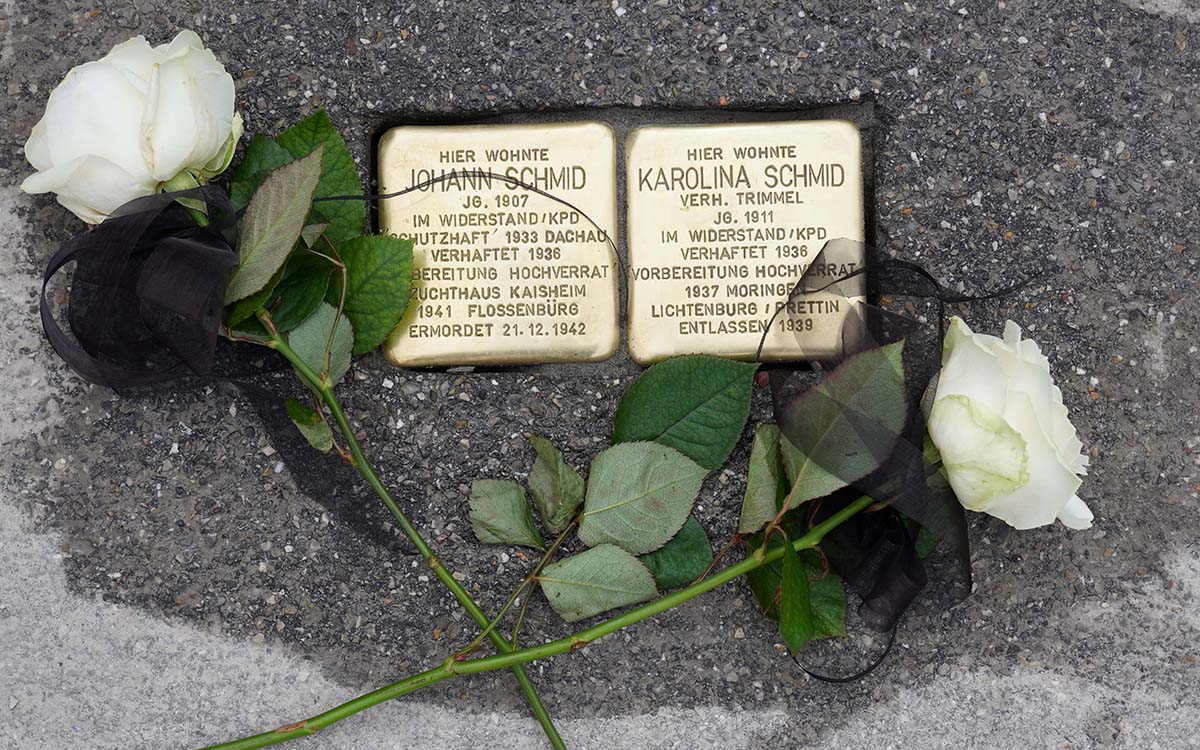 HIER WOHNTE
JOHANN SCHMID
JG. 1907
IM WIDERSTAND/KPD
SCHUTZHAFT' 1933 DACHAU
VERHAFTET 1936
BEREITUNG HOCHVERRAT'
ZUCHTHAUS KAISHEIM
1941 FLOSSENBÜRG
ERMORDET 21.12.1942
HIER WOHNTE
KAROLINA SCHMID
VERH. TRIMMEL
JG. 1911
IM WIDERSTAND/KPD
VERHAFTET 1936
'VORBEREITUNG HOCHVERRAT'
1937 MORINGEN
LICHTENBURG / PRETTIN
ENTLASSEN 1939